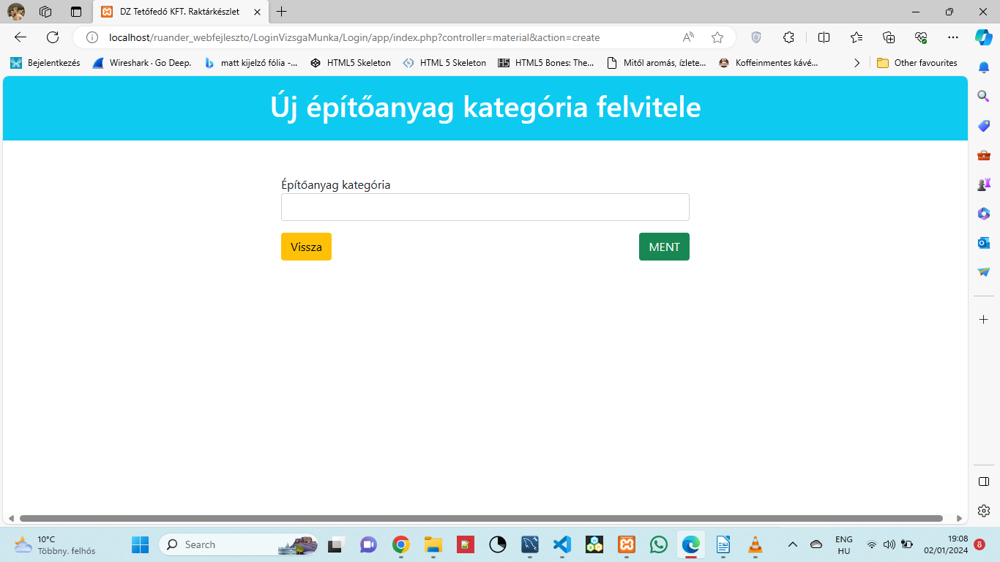 DZ Tetőfedő KFT. Raktárkészlet
localhost/ruander_webfejleszto/LoginVizsgaMunka/Login/app/index.php?controller=material&action=create
Bejelentkezés
Wireshark · Go Deep.
matt kijelző fólia -...
HTML5 Skeleton
HTML 5 Skeleton
H5 HTML5 Bones: The...
Mitől aromás, ízlete...
Koffeinmentes kávé...
Other favourites
Új építőanyag kategória felvitele
Építőanyag kategória
Vissza
MENT
10°C
Többny. felhős
Search
ENG
HU
19:08
02/01/2024
8